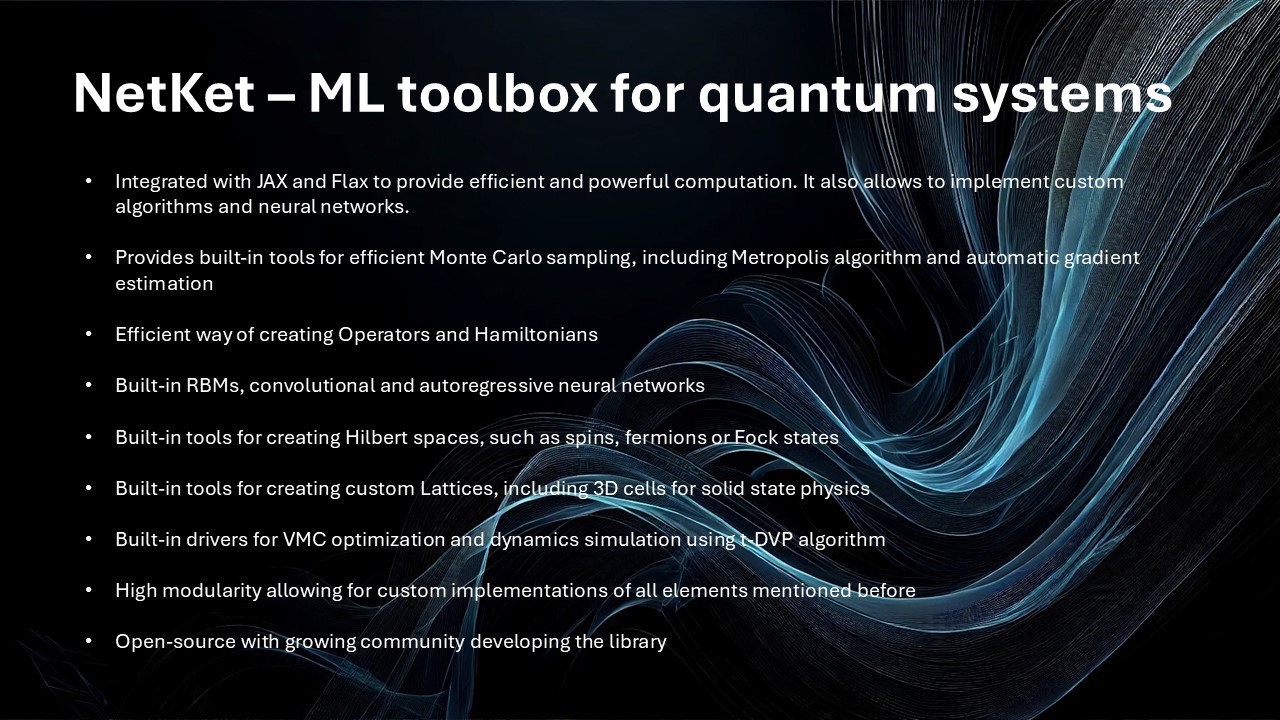 NetKet – ML toolbox for quantum systems
• Integrated with JAX and Flax to provide efficient and powerful computation. It also allows to implement custom
algorithms and neural networks.
• Provides built-in tools for efficient Monte Carlo sampling, including Metropolis algorithm and automatic gradient
estimation
• Efficient way of creating Operators and Hamiltonians
• Built-in RBMs, convolutional and autoregressive neural networks
• Built-in tools for creating Hilbert spaces, such as spins, fermions or Fock states
• Built-in tools for creating custom Lattices, including 3D cells for solid state physics
• Built-in drivers for VMC optimization and dynamics simulation using t-DVP algorithm
• High modularity allowing for custom implementations of all elements mentioned before
• Open-source with growing community developing the library